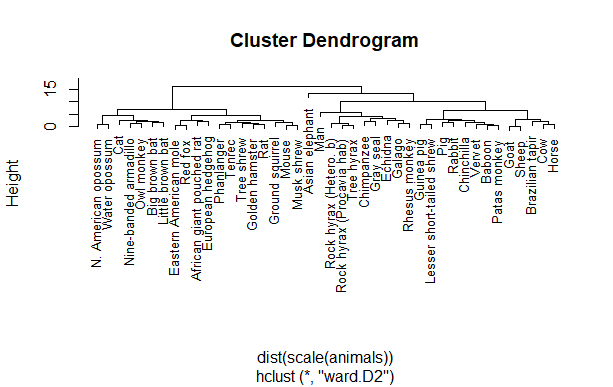 Cluster Dendrogram
Height
15
0
N. American opossum
Water opossum
Cat
Nine-banded armadillo
Owl monkey
Big brown bat
Little brown bat
Eastern American mole
Red fox
African giant pouched rat
European hedgehog
Phanlanger
Tenrec
Tree shrew
Golden hamster
Rat
Ground squirrel
Mouse
Musk shrew
Asian elephant
Man
Rock hyrax (Hetero. b)
Rock hyrax (Procavia hab)
Tree hyrax
Chimpanzee
Gray seal
Echidna
Galago
Rhesus monkey
Guinea pig
Lesser short-tailed shrew
Pig
Rabbit
Chinchilla
Vervet
Baboon
Patas monkey
Goat
Sheep
Brazilian tapir
Cow
Horse
dist(scale(animals))
hclust (*, "ward.D2")